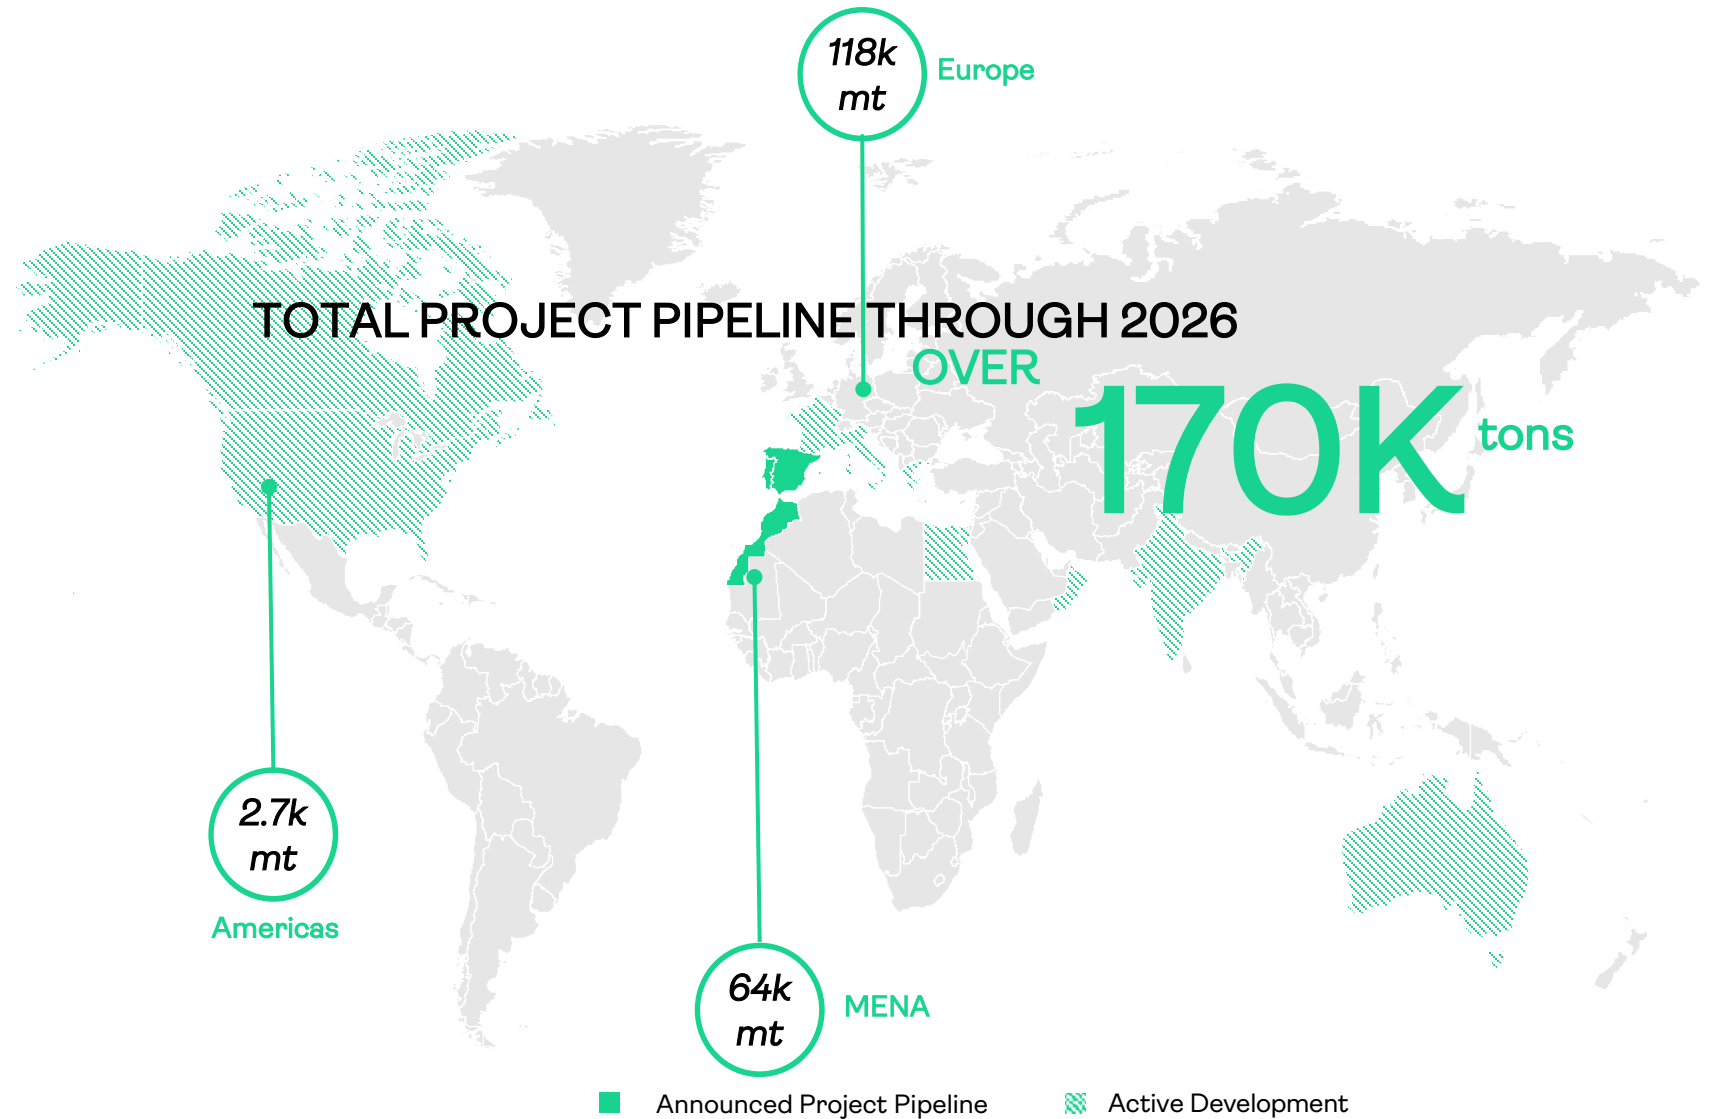 118k
mt
Europe
TOTAL PROJECT PIPELINE THROUGH 2026
OVER
170K
tons
2.7k
mt
Americas
64k
mt
MENA
Announced Project Pipeline
Active Development